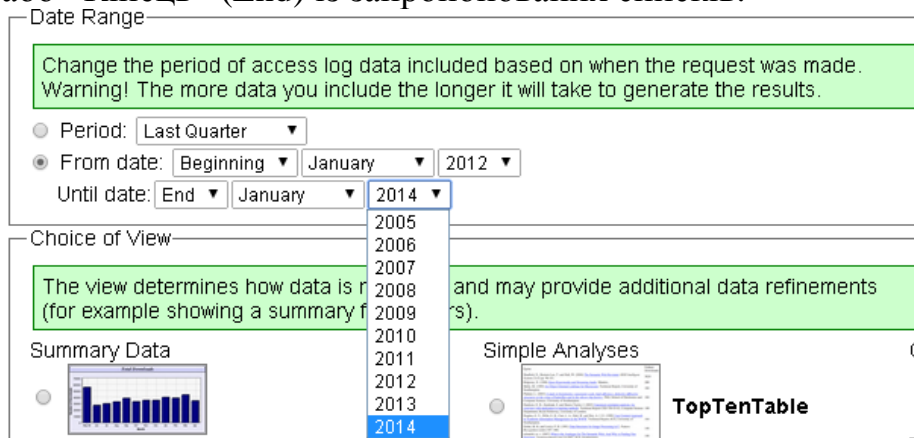 Date Range
Change the period of access log data included based on when the request was made.
Warning! The more data you include the longer it will take to generate the results.
Period: Last Quarter
From date: Beginning January 2012
Until date: End January 2014
2005
2006
2007
2008
2009
2010
2011
2012
2013
2014
Choice of View
The view determines how data is and may provide additional data refinements
(for example showing a summary
Summary Data
Simple Analyses
TopTenTable